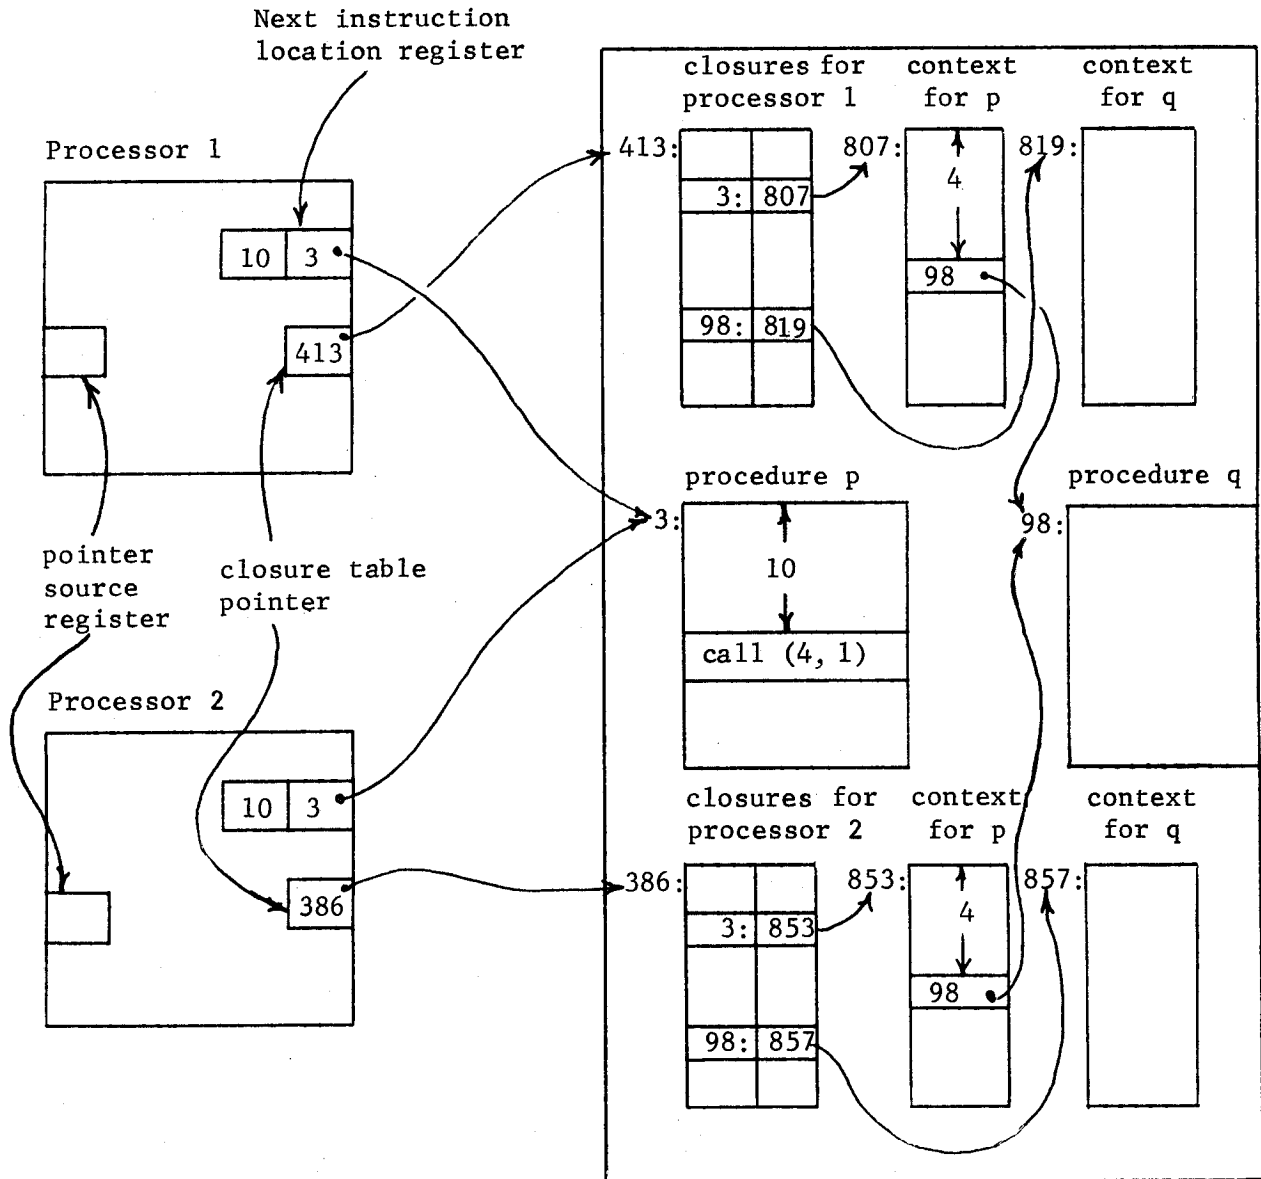 Next instruction
location register
Processor 1
10 3
413
pointer
source
register
closure table
pointer
Processor 2
10 3
386
closures for
processor 1
context
for p
context
for q
413:
3: 807
98: 819
807:
4
98
819:
procedure p
3:
10
call (4, 1)
procedure q
98:
closures for
processor 2
context
for p
context
for q
386:
3: 853
98: 857
853:
4
98
857: